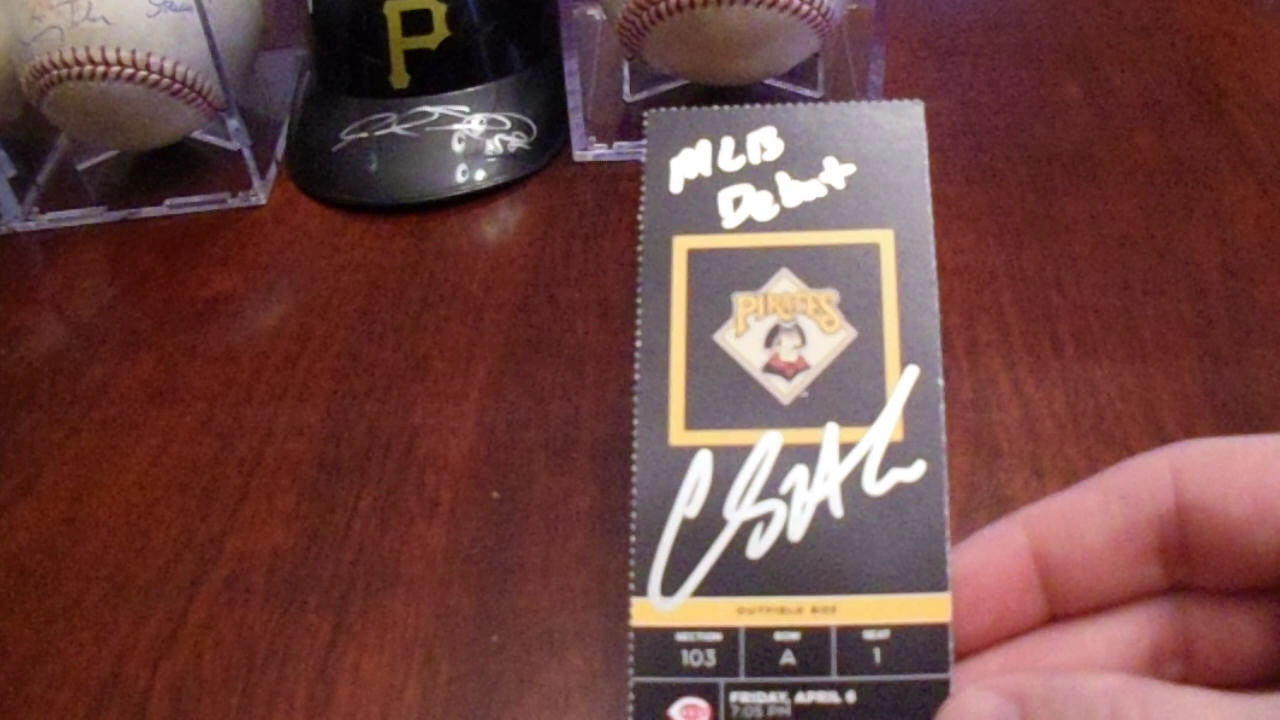 P
MLB
Debut
PIRATES
OUTFIELD BOX
SECTION ROW SEAT
103 A 1
FRIDAY, APRIL 6
7:05 PM